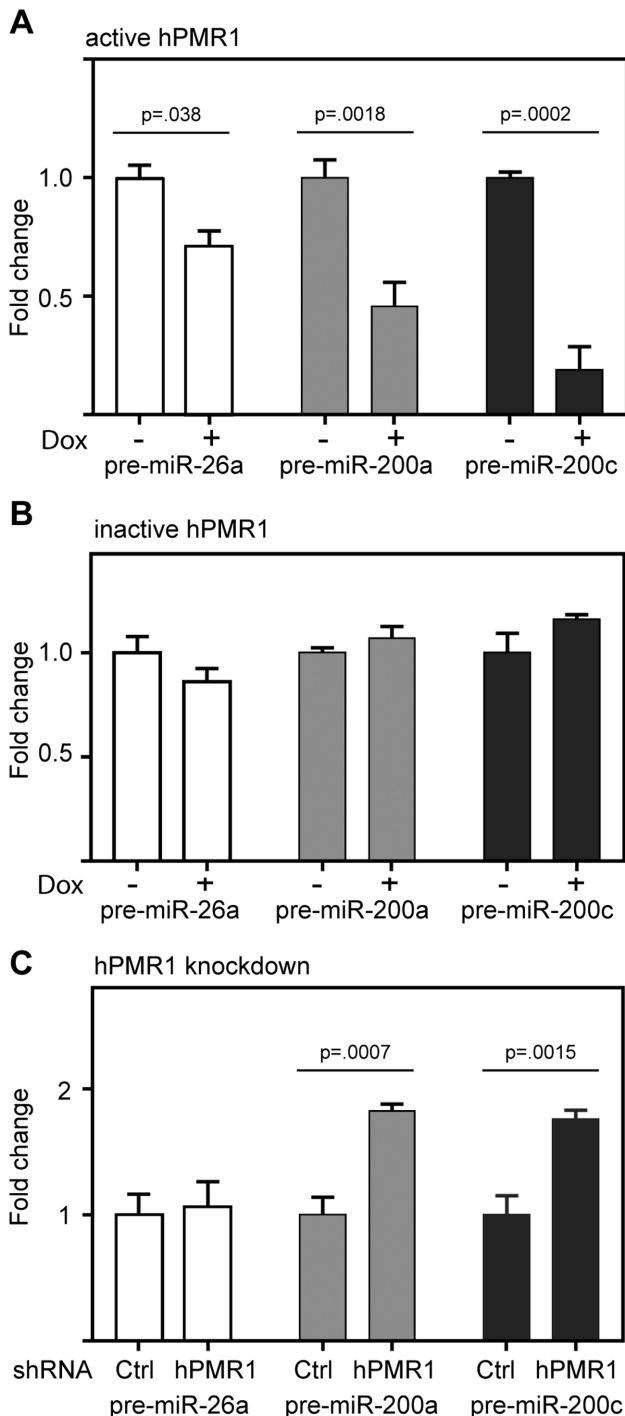 A
active hPMR1
p=.038 p=.0018 p=.0002
1.0
Fold change
0.5
Dox - + - + - +
pre-miR-26a pre-miR-200a pre-miR-200c
B
inactive hPMR1
1.0
Fold change
0.5
Dox - + - + - +
pre-miR-26a pre-miR-200a pre-miR-200c
C
hPMR1 knockdown
p=.0007 p=.0015
2
Fold change
1
shRNA Ctrl hPMR1 Ctrl hPMR1 Ctrl hPMR1
pre-miR-26a pre-miR-200a pre-miR-200c